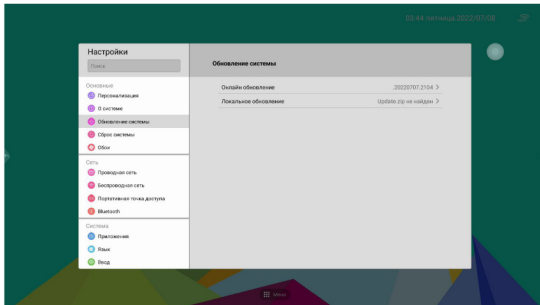 03:44 пятница 2022/07/08
Настройки
Поиск
Обновление системы
Основные
Персонализация
О системе
Обновление системы
Сброс системы
Обои
Онлайн обновление 20220707.2104 >
Локальное обновление Update.zip не найден >
Сеть
Проводная сеть
Беспроводная сеть
Портативная точка доступа
Bluetooth
Система
Приложения
Язык
Ввод
Меню